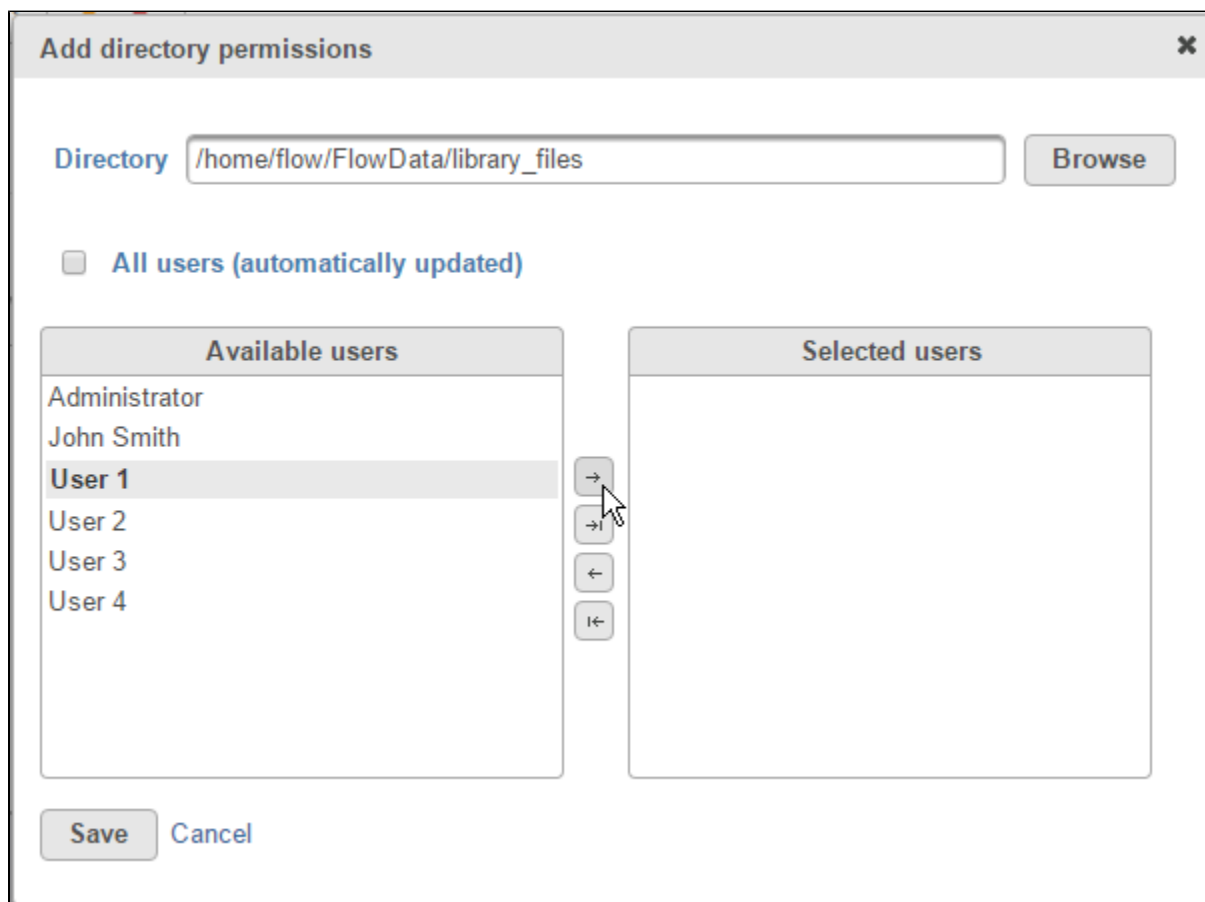 Add directory permissions
Directory /home/flow/FlowData/library_files Browse
All users (automatically updated)
Available users
Administrator
John Smith
User 1
User 2
User 3
User 4
Selected users
Save Cancel